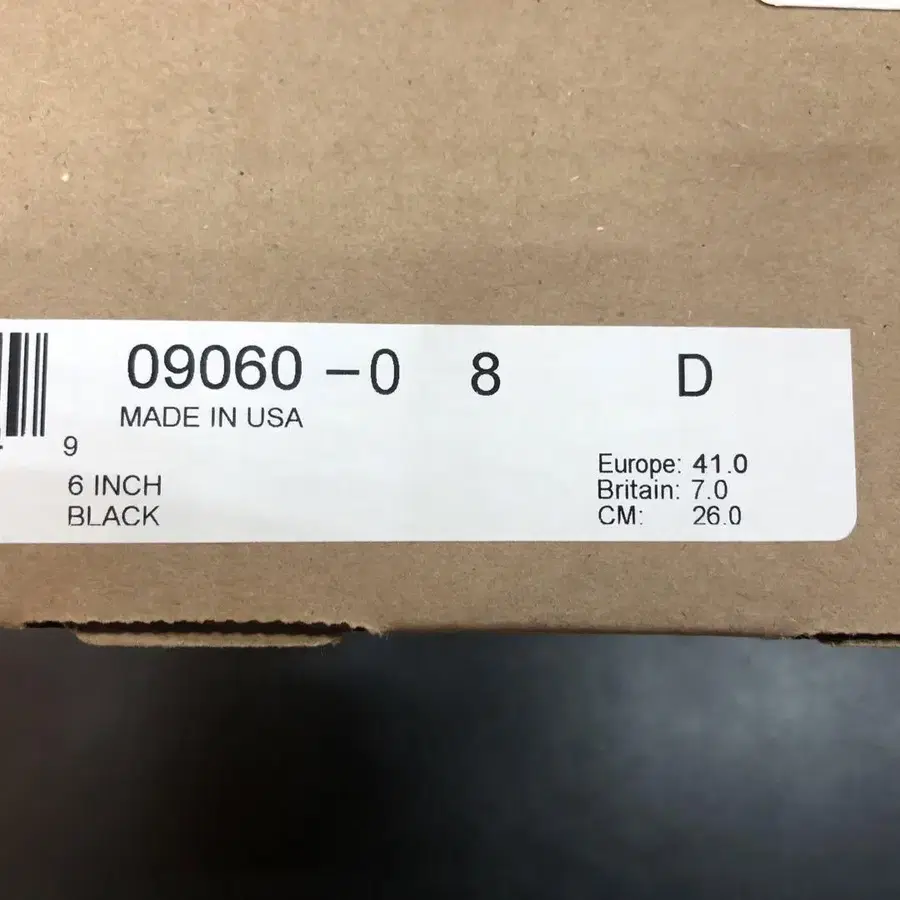 09060 -0 8 D
MADE IN USA
9
6 INCH
BLACK
Europe: 41.0
Britain: 7.0
CM: 26.0